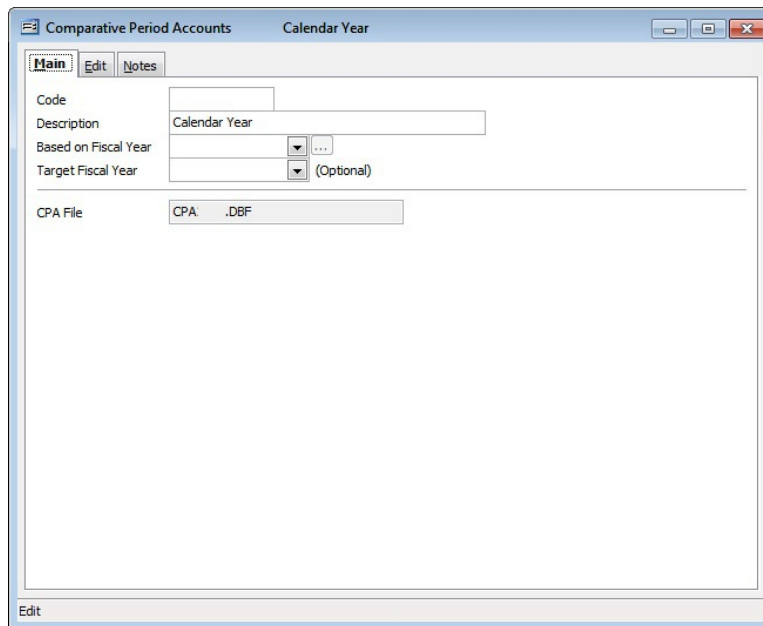 Comparative Period Accounts Calendar Year
Main Edit Notes
Code
Description Calendar Year
Based on Fiscal Year ...
Target Fiscal Year (Optional)
CPA File CPA: .DBF
Edit